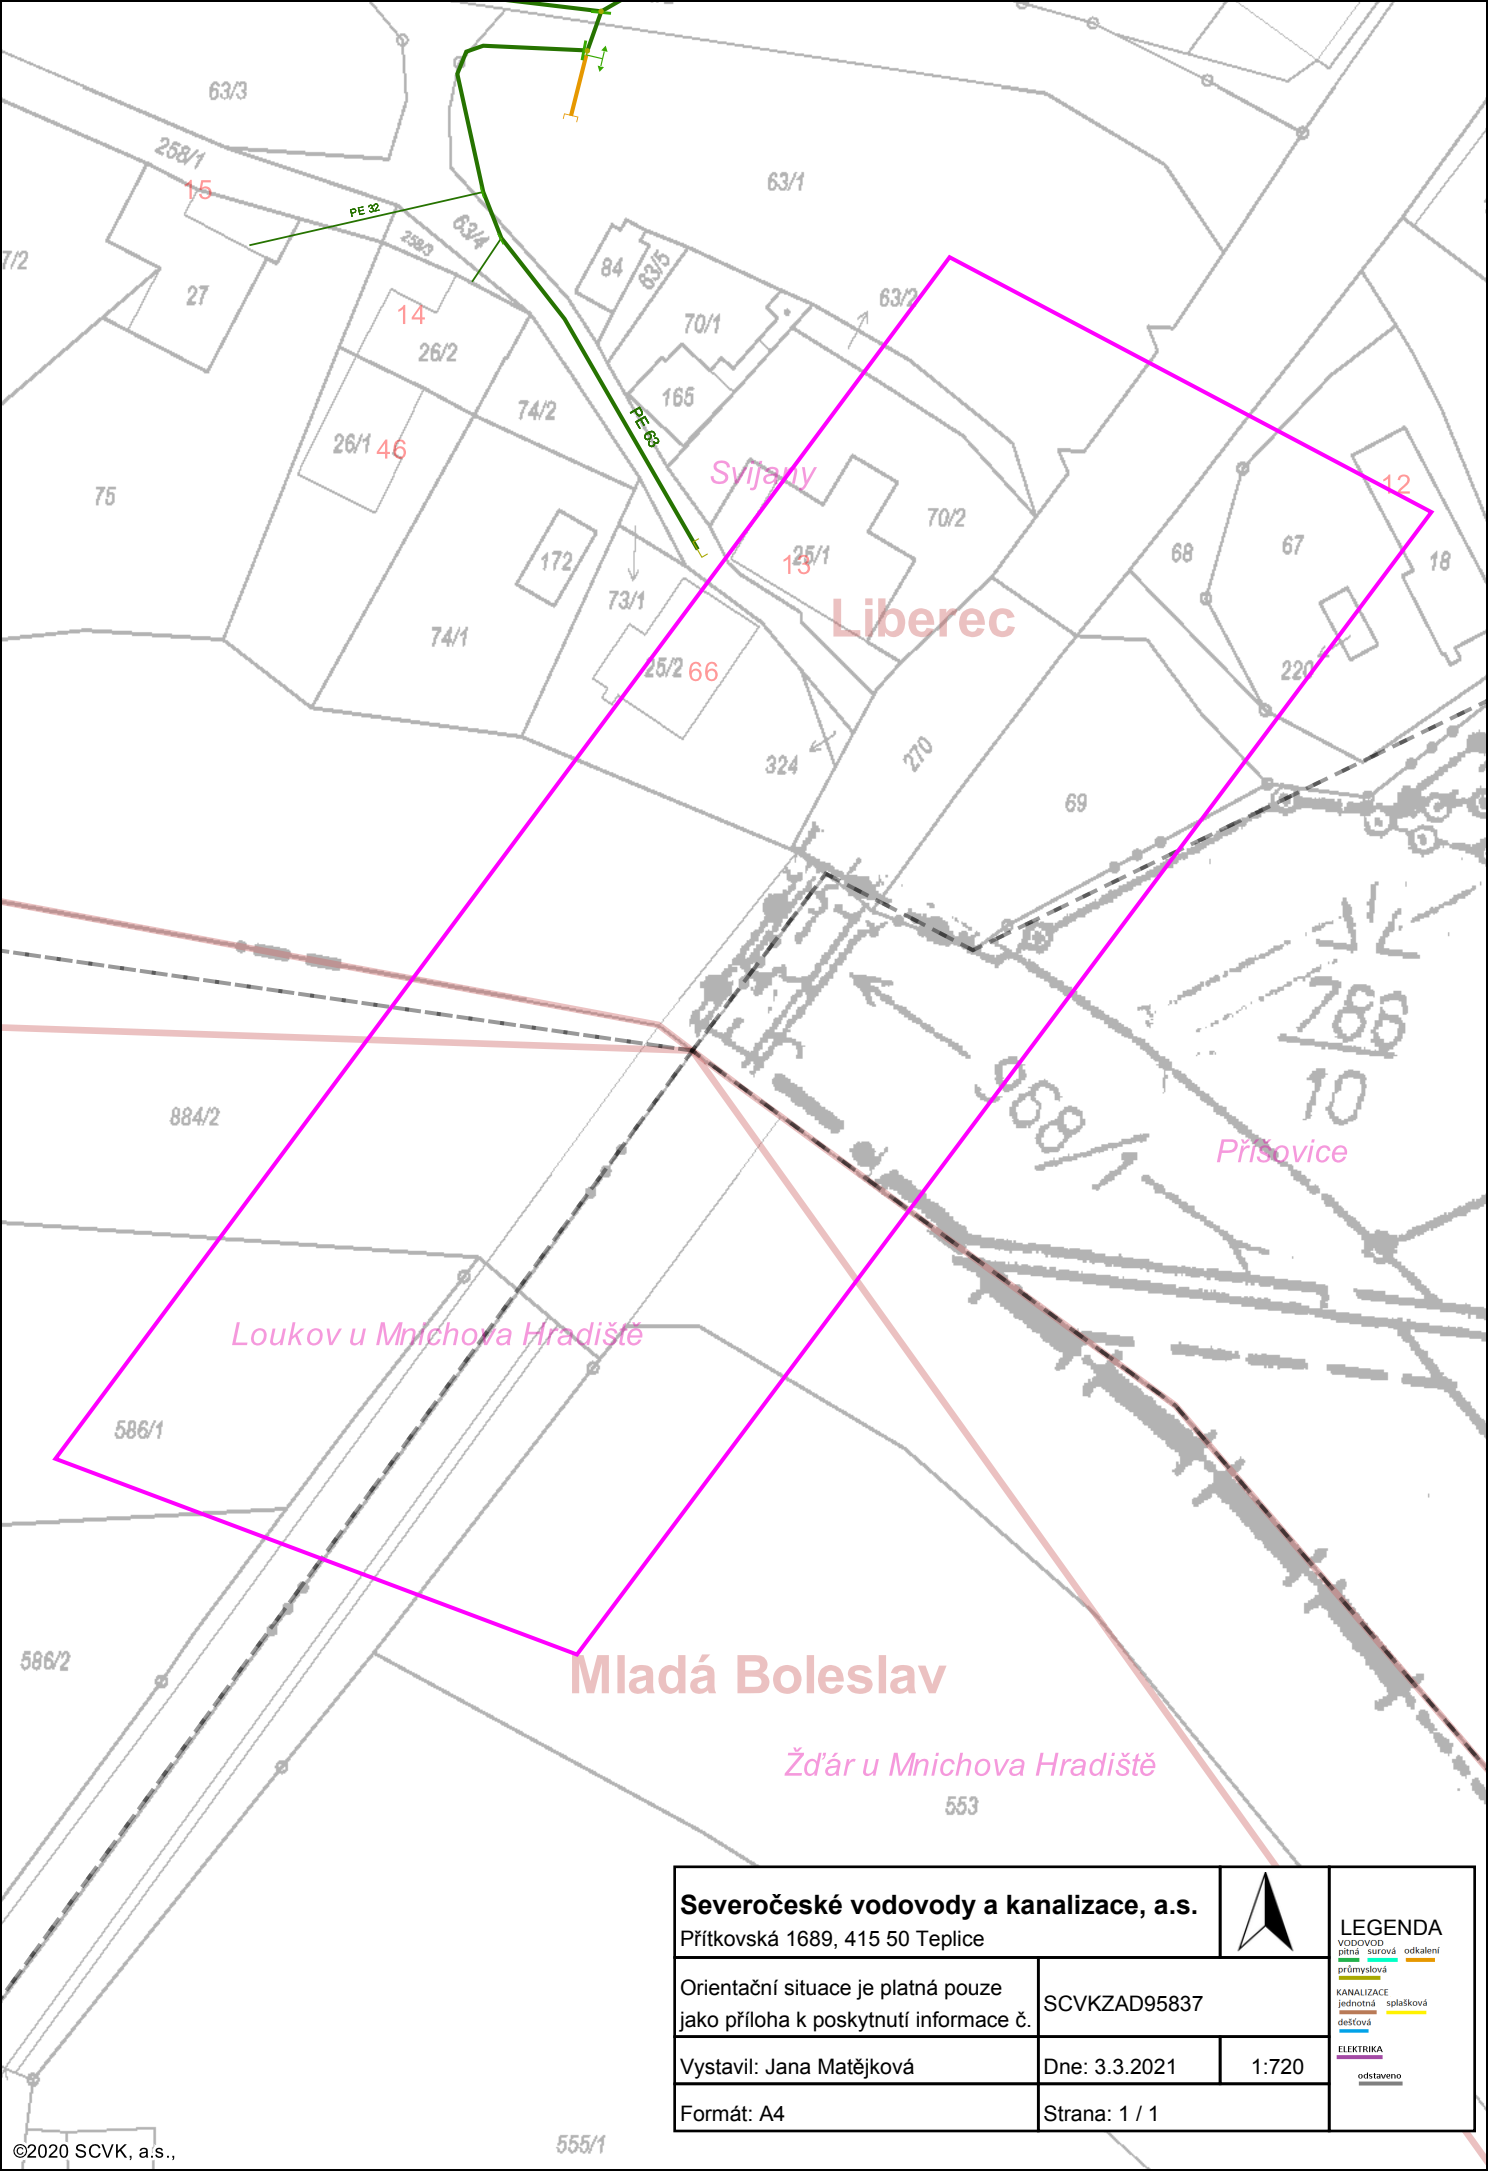 63/3
258/1
15
PE 32
63/4
258/3
63/1
7/2
27
84
63/5
63/2
14
26/2
70/1
165
74/2
PE 63
26/1
46
Svijany
12
75
70/2
172
25/1
13
68
67
18
73/1
Liberec
74/1
25/2
66
220
324
270
69
788
10
968/1
884/2
Příšovice
Loukov u Mnichova Hradiště
586/1
586/2
Mladá Boleslav
Žďár u Mnichova Hradiště
553
555/1
Severočeské vodovody a kanalizace, a.s.
Přítkovská 1689, 415 50 Teplice
Orientační situace je platná pouze
jako příloha k poskytnutí informace č.
SCVKZAD95837
Vystavil: Jana Matějková
Dne: 3.3.2021
1:720
Formát: A4
Strana: 1 / 1
LEGENDA
VODOVOD
pitná surová odkalení
průmyslová
KANALIZACE
jednotná splašková
dešťová
ELEKTRIKA
odstaveno
©2020 SCVK, a.s.,